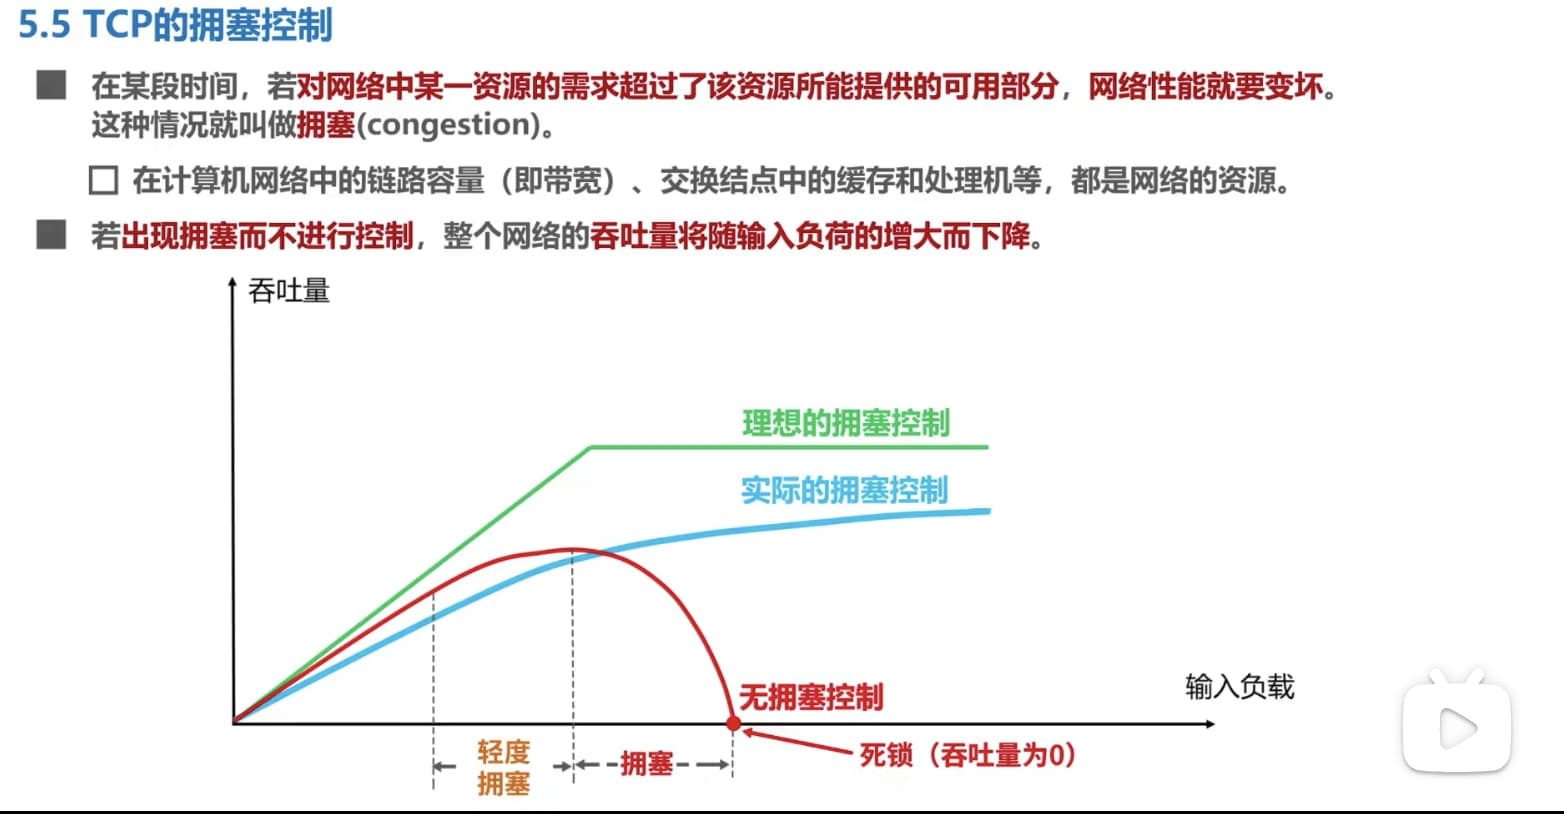 5.5 TCP的拥塞控制
在某段时间，若对网络中某一资源的需求超过了该资源所能提供的可用部分，网络性能就要变坏。
这种情况就叫做拥塞(congestion)。
在计算机网络中的链路容量（即带宽）、交换结点中的缓存和处理机等，都是网络的资源。
若出现拥塞而不进行控制，整个网络的吞吐量将随输入负荷的增大而下降。
吞吐量
理想的拥塞控制
实际的拥塞控制
无拥塞控制
输入负载
轻度
拥塞
拥塞
死锁（吞吐量为0）